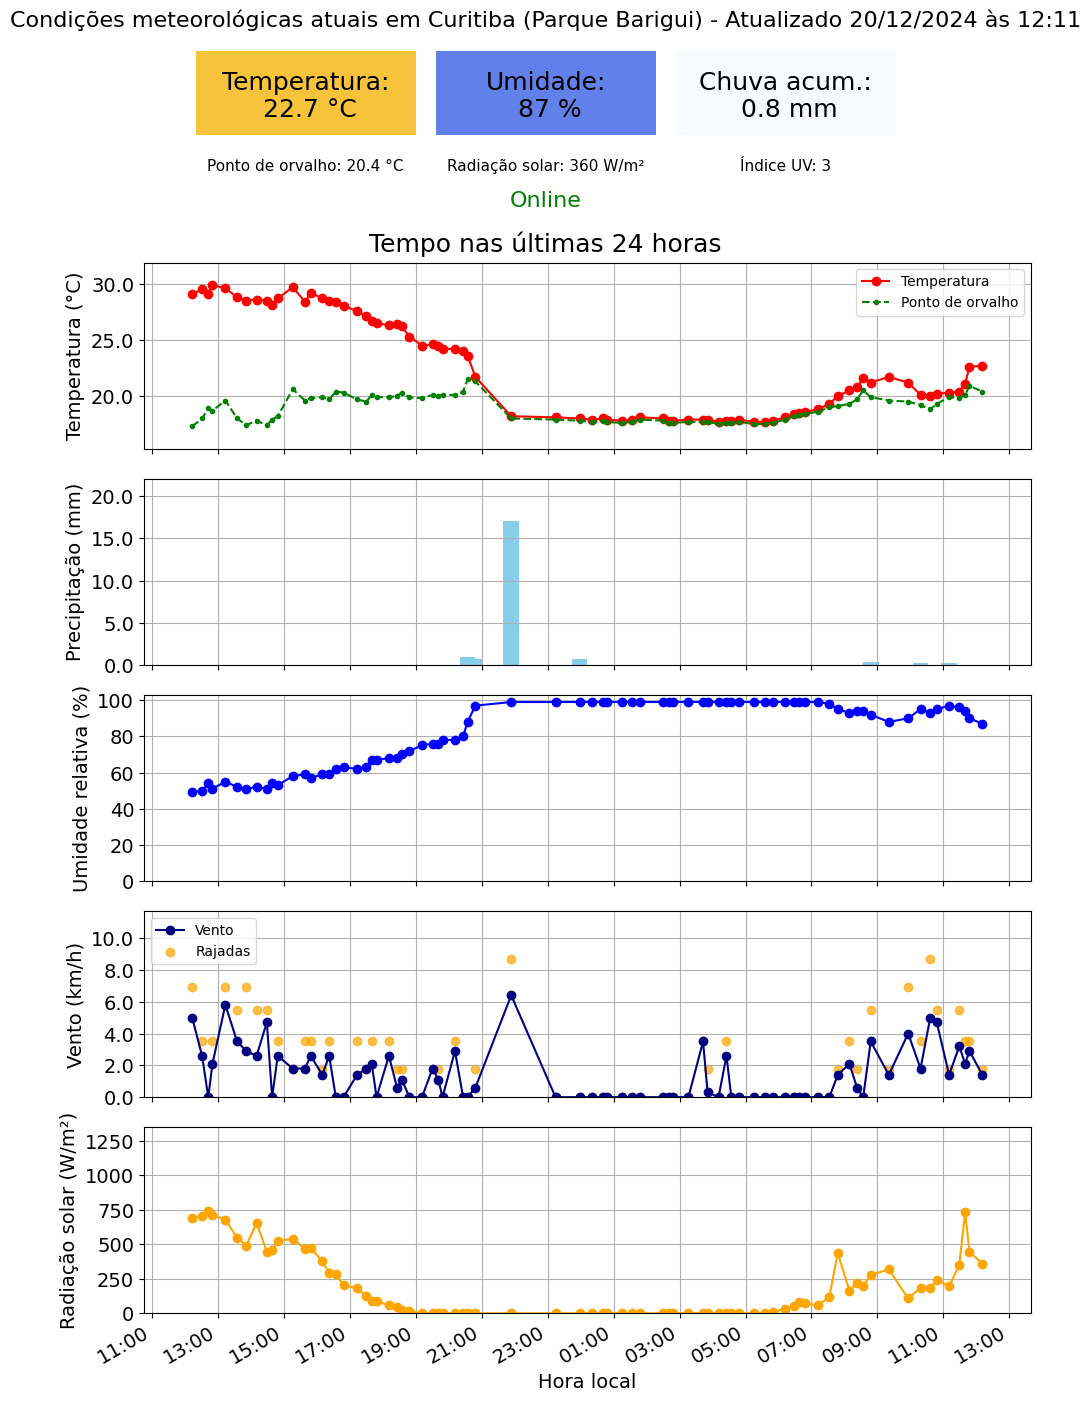 Condições meteorológicas atuais em Curitiba (Parque Barigui) - Atualizado 20/12/2024 às 12:11
Temperatura:
22.7 °C
Umidade:
87 %
Chuva acum.:
0.8 mm
Ponto de orvalho: 20.4 °C
Radiação solar: 360 W/m²
Índice UV: 3
Online
Tempo nas últimas 24 horas
Temperatura (°C)
30.0
25.0
20.0
Temperatura
Ponto de orvalho
Precipitação (mm)
20.0
15.0
10.0
5.0
0.0
Umidade relativa (%)
100
80
60
40
20
0
Vento (km/h)
10.0
8.0
6.0
4.0
2.0
0.0
Vento
Rajadas
Radiação solar (W/m²)
1250
1000
750
500
250
0
11:00
13:00
15:00
17:00
19:00
21:00
23:00
01:00
03:00
05:00
07:00
09:00
11:00
13:00
Hora local